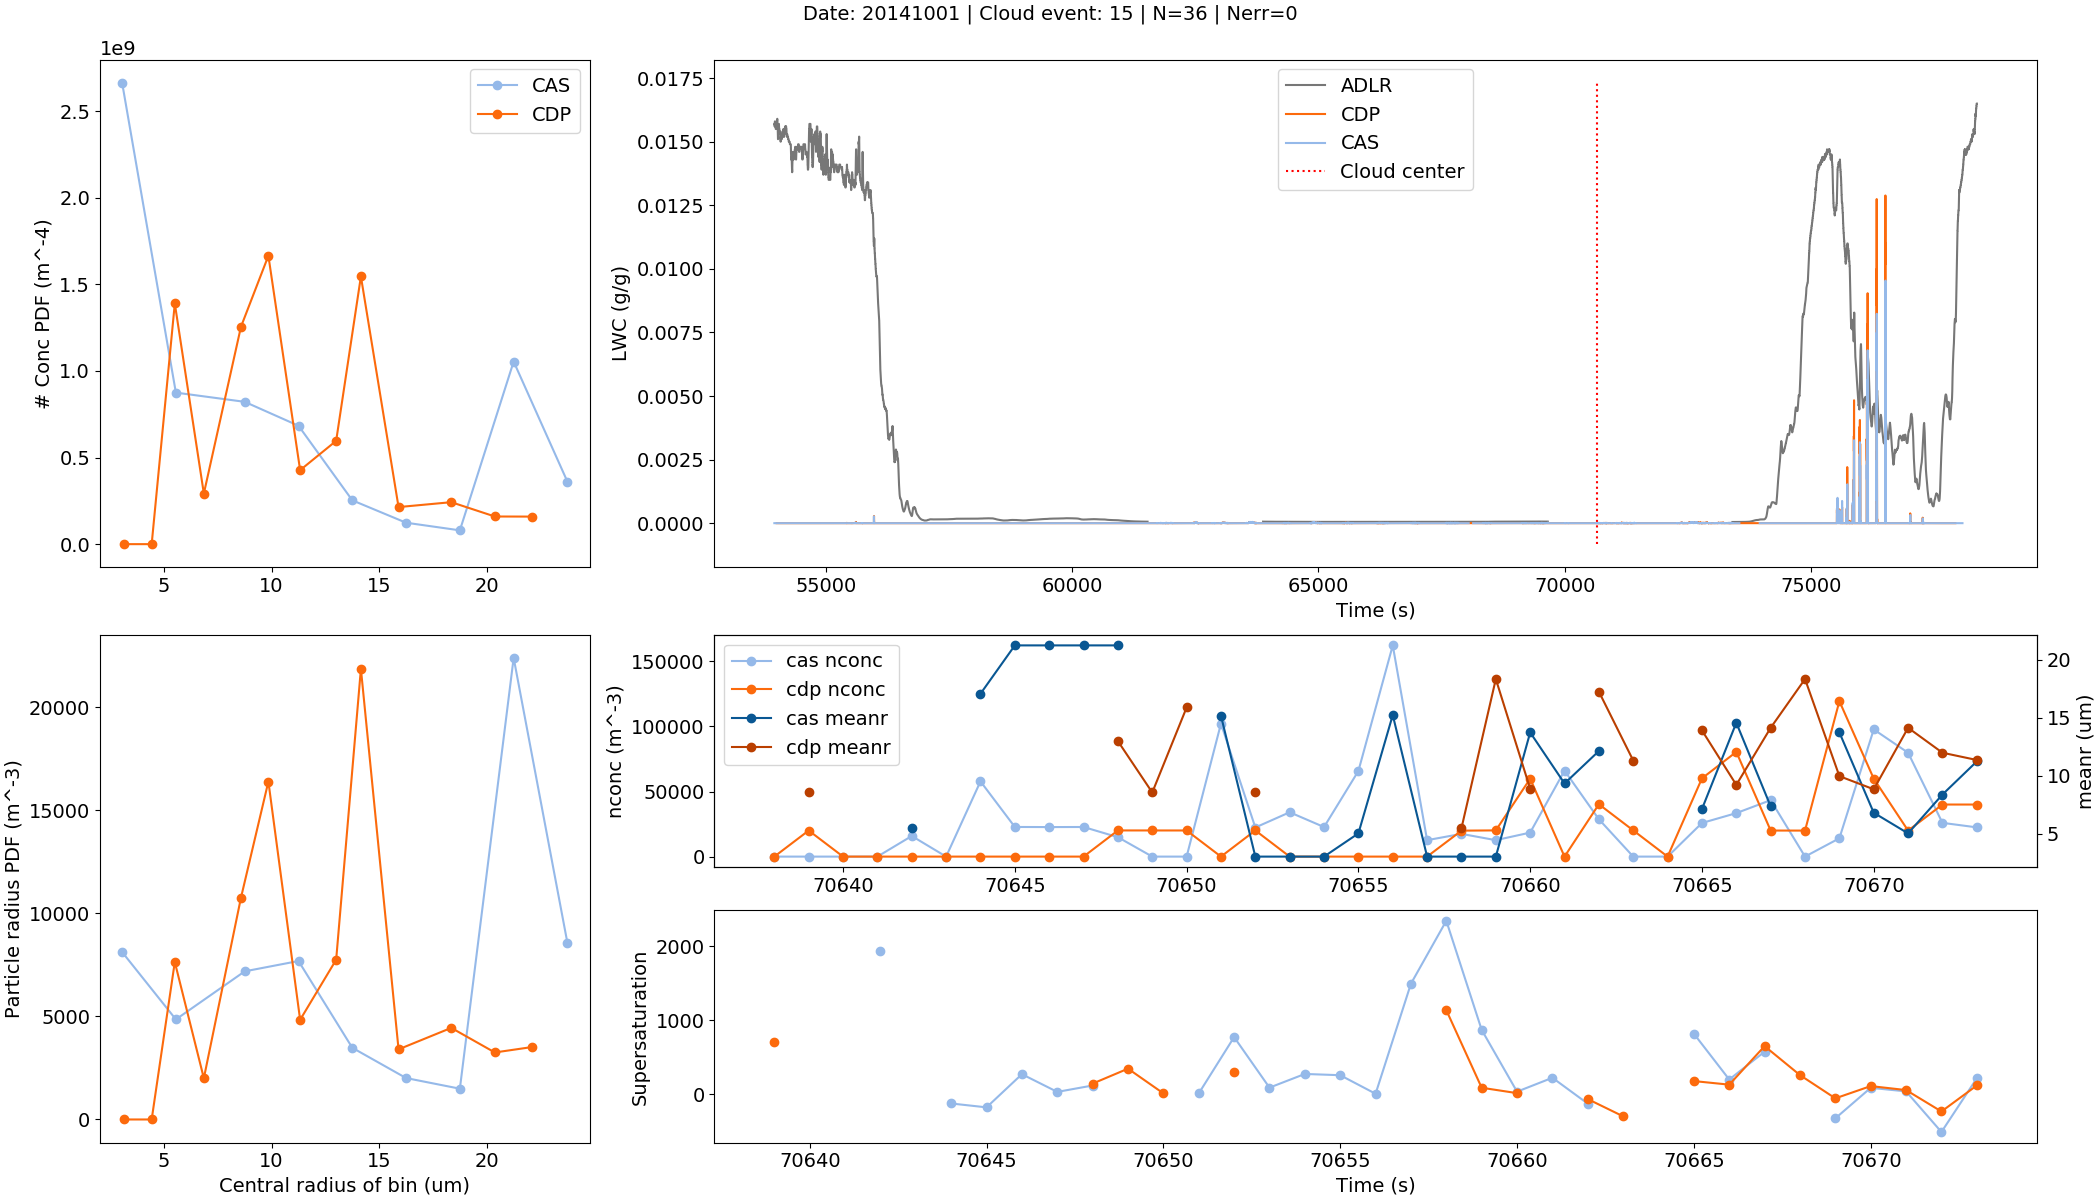 Date: 20141001 | Cloud event: 15 | N=36 | Nerr=0
1e9
# Conc PDF (m^-4)
2.5
2.0
1.5
1.0
0.5
0.0
CAS
CDP
5 10 15 20
LWC (g/g)
0.0175
0.0150
0.0125
0.0100
0.0075
0.0050
0.0025
0.0000
ADLR
CDP
CAS
Cloud center
55000 60000 65000 70000 75000
Time (s)
Particle radius PDF (m^-3)
20000
15000
10000
5000
0
5 10 15 20
Central radius of bin (um)
nconc (m^-3)
150000
100000
50000
0
cas nconc
cdp nconc
cas meanr
cdp meanr
20
15
10
5
meanr (um)
70640 70645 70650 70655 70660 70665 70670
Supersaturation
2000
1000
0
70640 70645 70650 70655 70660 70665 70670
Time (s)